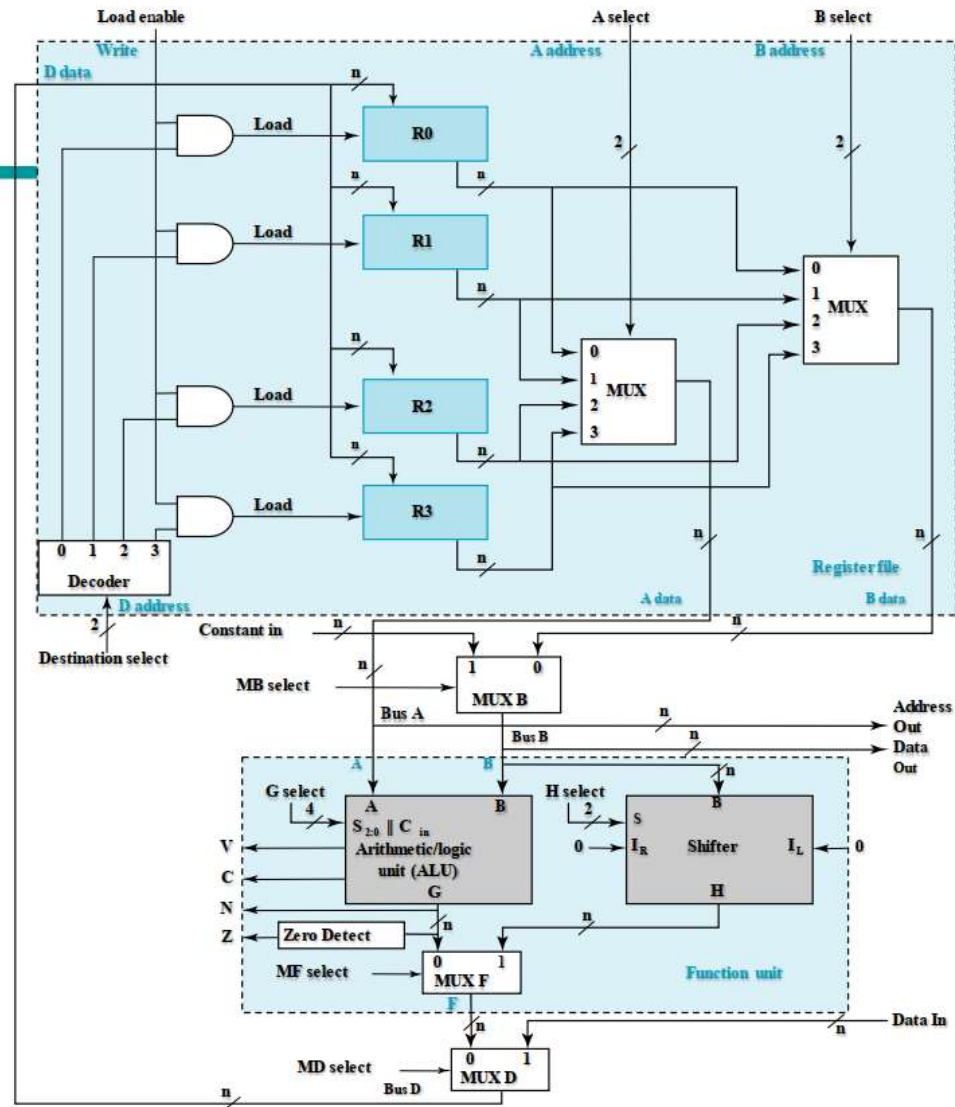 Load enable
A select
B select
Write
A address
B address
D data
n
Load
R0
2
2
n
n
Load
R1
0
n
1
MUX
2
n
0
3
1
MUX
Load
R2
2
n
3
n
Load
R3
0 1 2 3
n
n
n
Decoder
Register file
D address
A data
B data
2
n
n
Constant in
Destination select
n
1 0
MB select
MUX B
Address
Bus A
n
Out
Bus B
n
Data
Out
A
B
n
G select
H select
4
A
B
2
B
S 2:0 || C in
S
V
Arithmetic/logic
0
I R
Shifter
I L
0
unit (ALU)
C
G
H
N
n
n
Z
Zero Detect
0 1
MF select
MUX F
Function unit
F
n
n
Data In
0 1
MD select
MUX D
n
Bus D